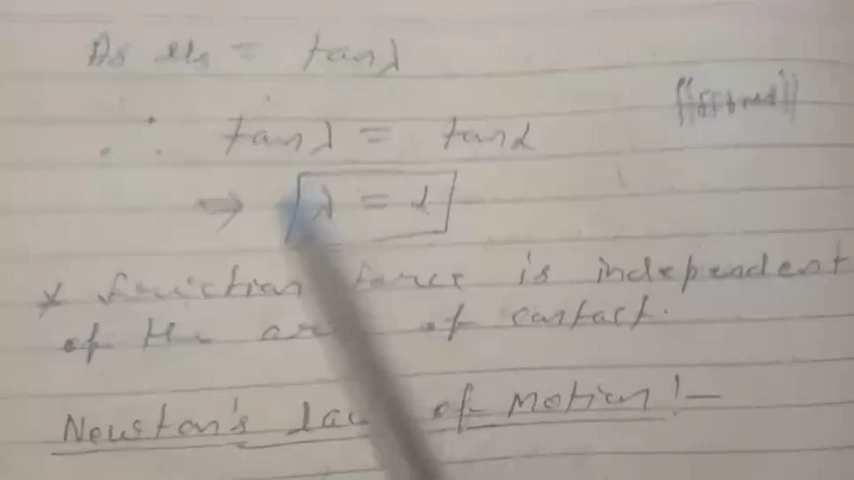 As μs = tanλ
∴ tanλ = tanα
⇒ λ = α
* friction force is independent
of the area of contact.
Newton's law of Motion!-